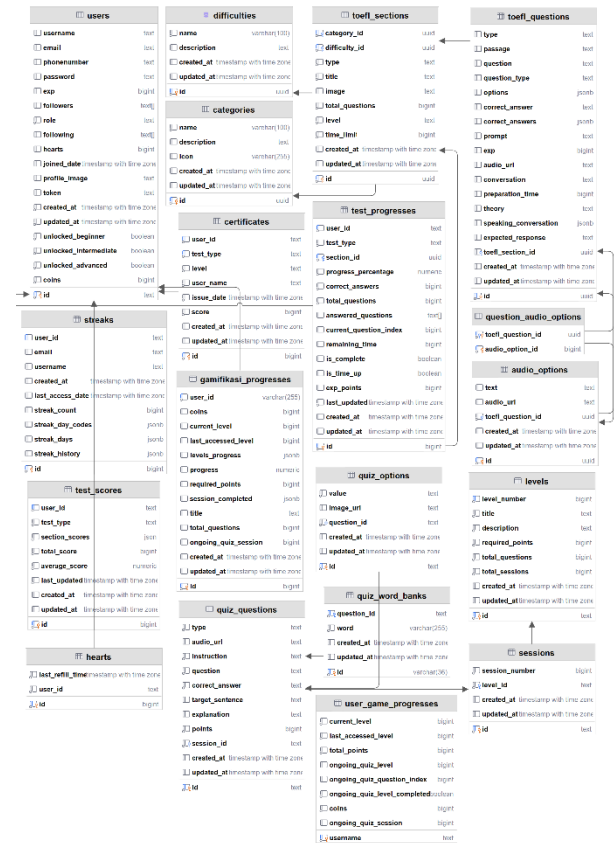 users
username text
email text
phonenumber text
password text
exp bigint
followers text[]
role text
following text[]
hearts bigint
joined_date timestamp with time zone
profile_image text
token text
created_at timestamp with time zone
updated_at timestamp with time zone
unlocked_beginner boolean
unlocked_intermediate boolean
unlocked_advanced boolean
coins bigint
id text
difficulties
name varchar(100)
description text
created_at timestamp with time zone
updated_at timestamp with time zone
id uuid
categories
name varchar(100)
description text
icon varchar(255)
created_at timestamp with time zone
updated_at timestamp with time zone
id uuid
toefl_sections
category_id uuid
difficulty_id uuid
type text
title text
image text
total_questions bigint
level text
time_limit bigint
created_at timestamp with time zone
updated_at timestamp with time zone
id uuid
toefl_questions
type text
passage text
question text
question_type text
options jsonb
correct_answer text
correct_answers jsonb
prompt text
exp bigint
audio_url text
conversation text
preparation_time bigint
theory text
speaking_conversation jsonb
expected_response text
toefl_section_id uuid
created_at timestamp with time zone
updated_at timestamp with time zone
id uuid
certificates
user_id text
test_type text
level text
user_name text
issue_date timestamp with time zone
score bigint
created_at timestamp with time zone
updated_at timestamp with time zone
id bigint
test_progresses
user_id text
test_type text
section_id uuid
progress_percentage numeric
correct_answers bigint
total_questions bigint
answered_questions text[]
current_question_index bigint
remaining_time bigint
is_complete boolean
is_time_up boolean
exp_points bigint
last_updated timestamp with time zone
created_at timestamp with time zone
updated_at timestamp with time zone
id bigint
question_audio_options
toefl_question_id uuid
audio_option_id bigint
audio_options
text text
audio_url text
toefl_question_id uuid
created_at timestamp with time zone
updated_at timestamp with time zone
id uuid
streaks
user_id text
email text
username text
created_at timestamp with time zone
last_access_date timestamp with time zone
streak_count bigint
streak_day_codes jsonb
streak_days jsonb
streak_history jsonb
id bigint
gamifikasi_progresses
user_id varchar(255)
coins bigint
current_level bigint
last_accessed_level bigint
levels_progress jsonb
progress numeric
required_points bigint
session_completed jsonb
title text
total_questions bigint
ongoing_quiz_session bigint
created_at timestamp with time zone
updated_at timestamp with time zone
id bigint
test_scores
user_id text
test_type text
section_scores json
total_score bigint
average_score numeric
last_updated timestamp with time zone
created_at timestamp with time zone
updated_at timestamp with time zone
id bigint
quiz_options
value text
image_url text
question_id text
created_at timestamp with time zone
updated_at timestamp with time zone
id text
levels
level_number bigint
title text
description text
required_points bigint
total_questions bigint
total_sessions bigint
created_at timestamp with time zone
updated_at timestamp with time zone
id text
quiz_word_banks
question_id text
word varchar(255)
created_at timestamp with time zone
updated_at timestamp with time zone
id varchar(36)
quiz_questions
type text
audio_url text
instruction text
question text
correct_answer text
target_sentence text
explanation text
points bigint
session_id text
created_at timestamp with time zone
updated_at timestamp with time zone
id text
hearts
last_refill_time timestamp with time zone
user_id text
id bigint
sessions
session_number bigint
level_id text
created_at timestamp with time zone
updated_at timestamp with time zone
id text
user_game_progresses
current_level bigint
last_accessed_level bigint
total_points bigint
ongoing_quiz_level bigint
ongoing_quiz_question_index bigint
ongoing_quiz_level_completed boolean
coins bigint
ongoing_quiz_session bigint
username text